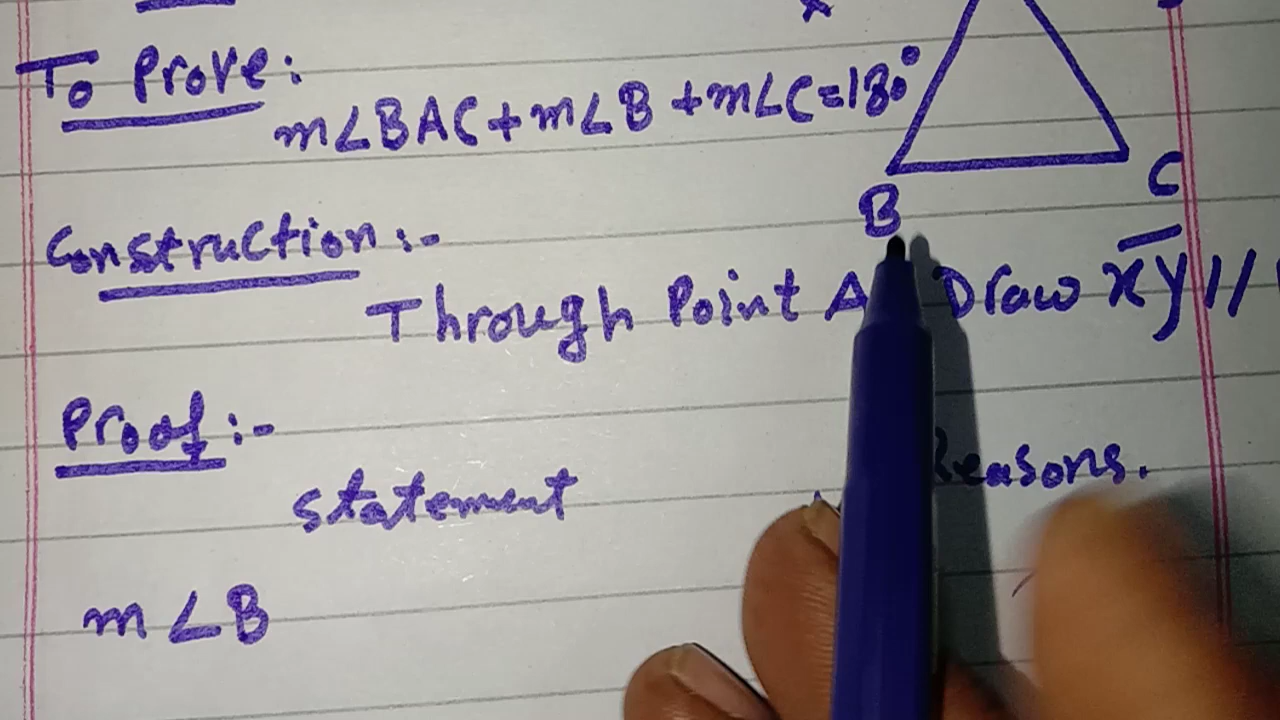 To Prove:
m∠BAC+m∠B+m∠C=180°
B
C
Construction:-
Through Point A Draw xy //
Proof:-
statement Reasons.
m∠B